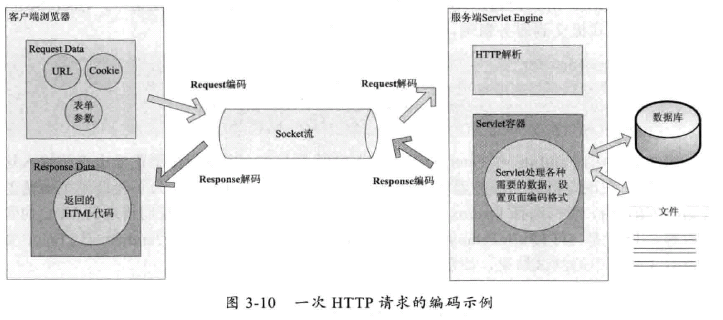 客户端浏览器
Request Data
URL
Cookie
表单
参数
Response Data
返回的
HTML代码
Request编码
Request解码
Socket流
Response解码
Response编码
服务端Servlet Engine
HTTP解析
Servlet容器
Servlet处理各种
需要的数据，设
置页面编码格式
数据库
文件
图 3-10 一次 HTTP 请求的编码示例